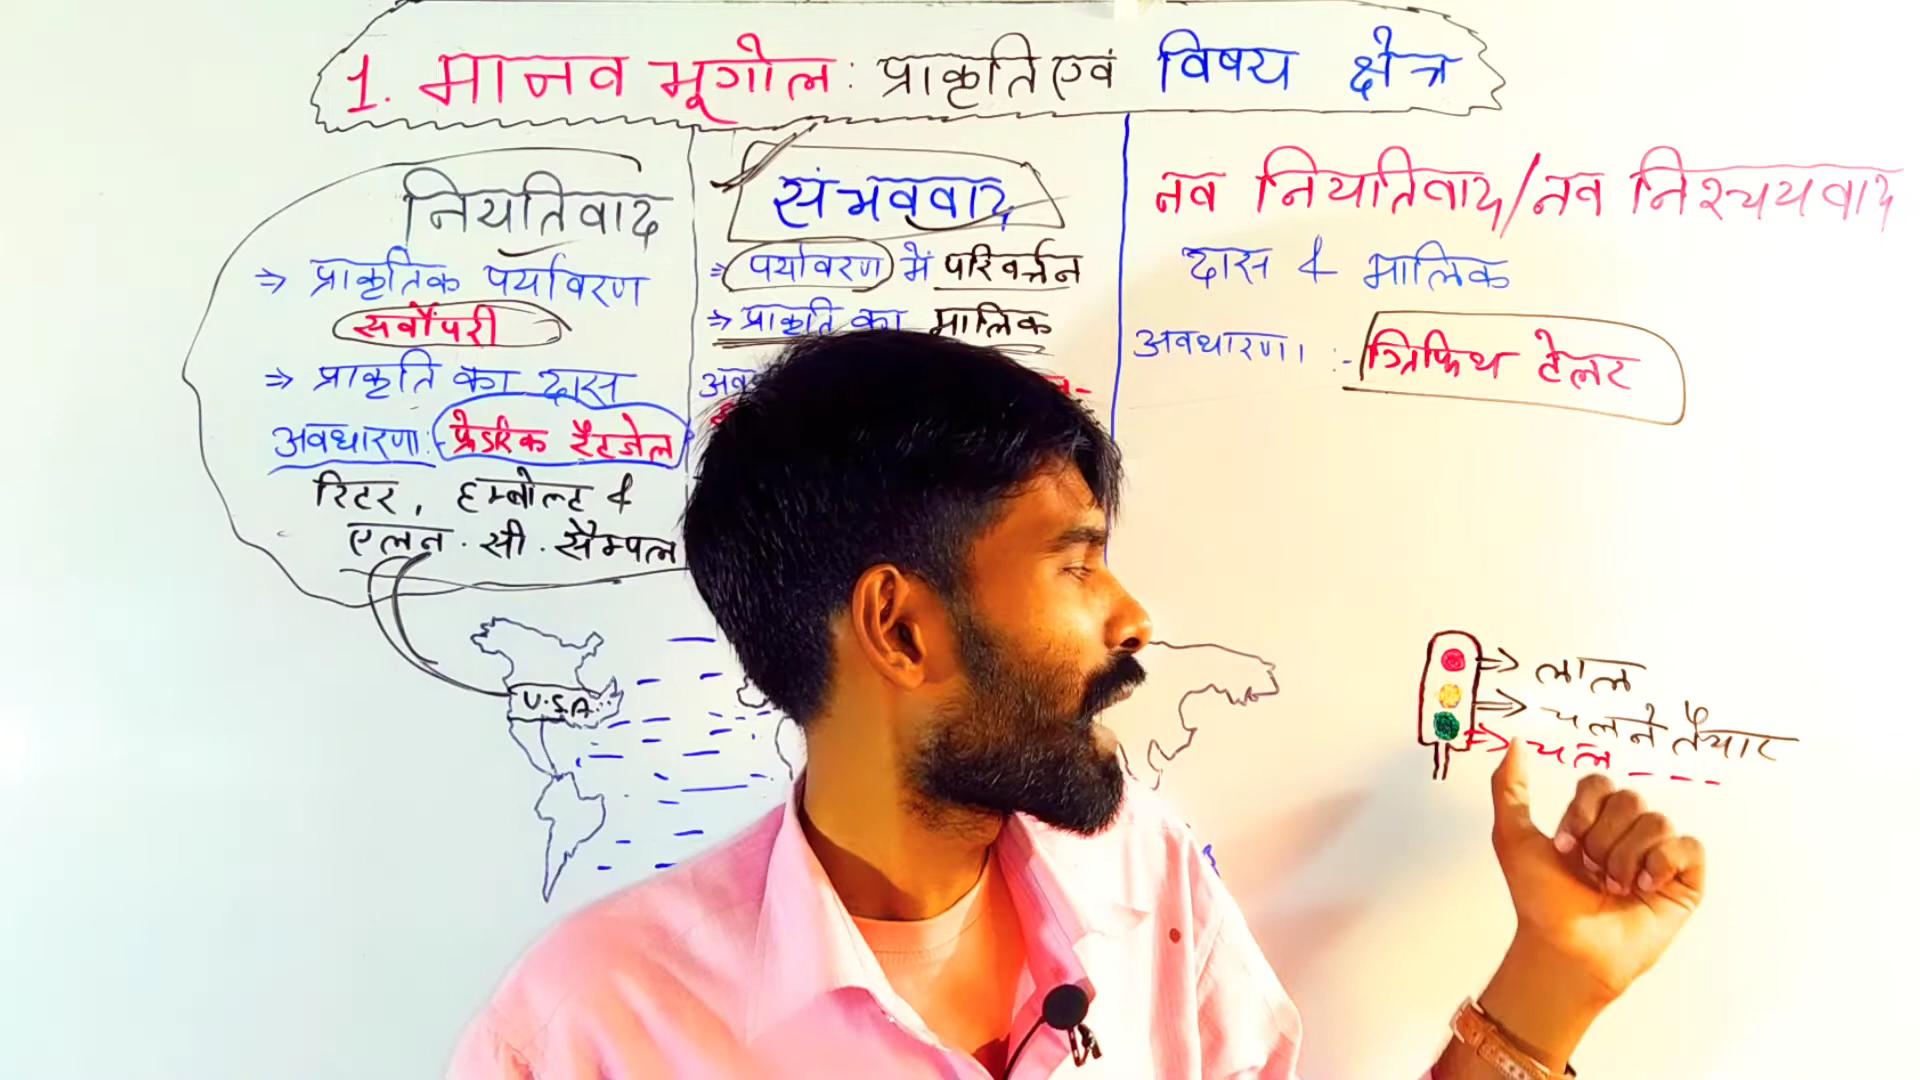 1. मानव भूगोल : प्राकृति एवं विषय क्षेत्र
नियतिवाद
⇒ प्राकृतिक पर्यावरण
सर्वोपरी
⇒ प्राकृति का दास
अवधारणा :- फ्रेडरिक रैटजेल
रिटर, हम्बोल्ट &
एलन . सी . सैम्पल
संभववाद
⇒ पर्यावरण में परिवर्तन
⇒ प्राकृति का मालिक
नव नियतिवाद/नव निश्चयवाद
दास & मालिक
अवधारणा :- ग्रिफिथ टेलर
U.S.A.
⇒ लाल
⇒ चलने तैयार
⇒ चल - - -